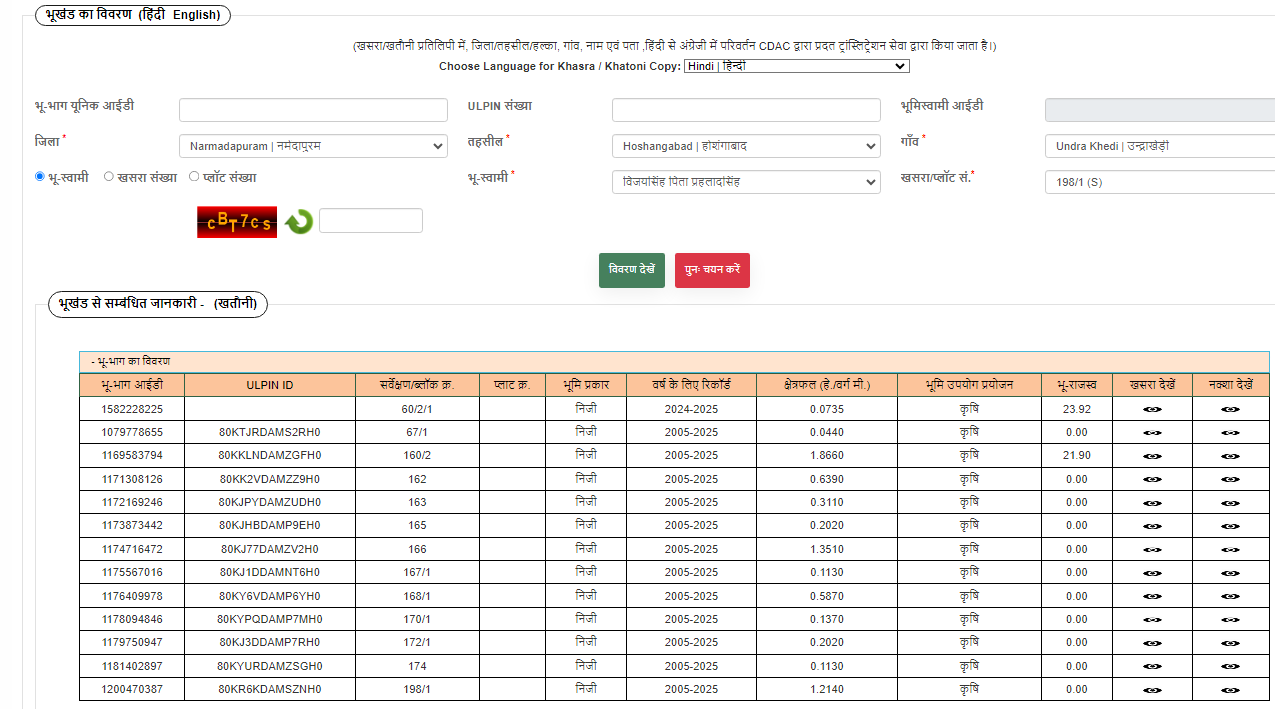 भूखंड का विवरण (हिंदी English)
(खसरा/खतौनी प्रतिलिपी में, जिला/तहसील/हल्का, गांव, नाम एवं पता ,हिंदी से अंग्रेजी में परिवर्तन CDAC द्वारा प्रदत ट्रांस्लिट्रेशन सेवा द्वारा किया जाता है।)
Choose Language for Khasra / Khatoni Copy: Hindi | हिन्दी
भू-भाग यूनिक आईडी ULPIN संख्या भूमिस्वामी आईडी
जिला * Narmadapuram | नर्मदापुरम तहसील * Hoshangabad | होशंगाबाद गाँव * Undra Khedi | उन्द्राखेड़ी
भू-स्वामी खसरा संख्या प्लॉट संख्या भू-स्वामी * विजयसिंह पिता प्रहलादसिंह खसरा/प्लॉट सं.* 198/1 (S)
cBT7cs
विवरण देखें पुनः चयन करें
भूखंड से सम्बंधित जानकारी - (खतौनी)
- भू-भाग का विवरण
भू-भाग आईडी ULPIN ID सर्वेक्षण/ब्लॉक क्र. प्लाट क्र. भूमि प्रकार वर्ष के लिए रिकॉर्ड क्षेत्रफल (हे./वर्ग मी.) भूमि उपयोग प्रयोजन भू-राजस्व खसरा देखें नक्शा देखें
1582228225 60/2/1 निजी 2024-2025 0.0735 कृषि 23.92
1079778655 80KTJRDAMS2RH0 67/1 निजी 2005-2025 0.0440 कृषि 0.00
1169583794 80KKLNDAMZGFH0 160/2 निजी 2005-2025 1.8660 कृषि 21.90
1171308126 80KK2VDAMZZ9H0 162 निजी 2005-2025 0.6390 कृषि 0.00
1172169246 80KJPYDAMZUDH0 163 निजी 2005-2025 0.3110 कृषि 0.00
1173873442 80KJHBDAMP9EH0 165 निजी 2005-2025 0.2020 कृषि 0.00
1174716472 80KJ77DAMZV2H0 166 निजी 2005-2025 1.3510 कृषि 0.00
1175567016 80KJ1DDAMNT6H0 167/1 निजी 2005-2025 0.1130 कृषि 0.00
1176409978 80KY6VDAMP6YH0 168/1 निजी 2005-2025 0.5870 कृषि 0.00
1178094846 80KYPQDAMP7MH0 170/1 निजी 2005-2025 0.1370 कृषि 0.00
1179750947 80KJ3DDAMP7RH0 172/1 निजी 2005-2025 0.2020 कृषि 0.00
1181402897 80KYURDAMZSGH0 174 निजी 2005-2025 0.1130 कृषि 0.00
1200470387 80KR6KDAMSZNH0 198/1 निजी 2005-2025 1.2140 कृषि 0.00